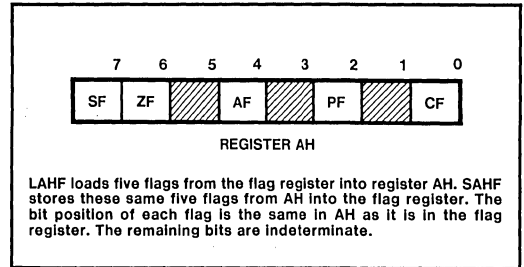 7 6 5 4 3 2 1 0
SF ZF AF PF CF
REGISTER AH
LAHF loads five flags from the flag register into register AH. SAHF
stores these same five flags from AH into the flag register. The
bit position of each flag is the same in AH as it is in the flag
register. The remaining bits are indeterminate.